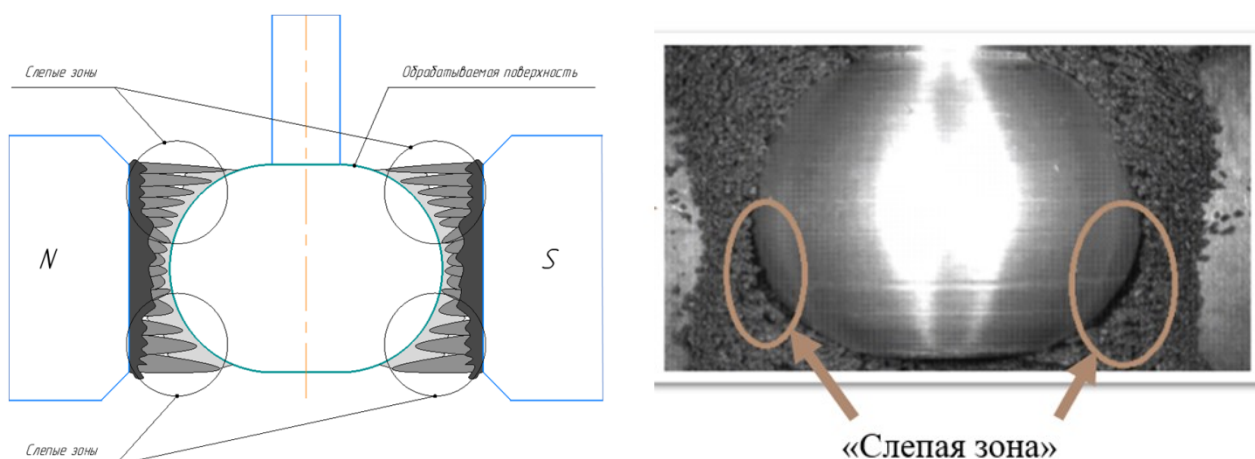 Слепые зоны
Обрабатываемая поверхность
N
S
Слепые зоны
«Слепая зона»